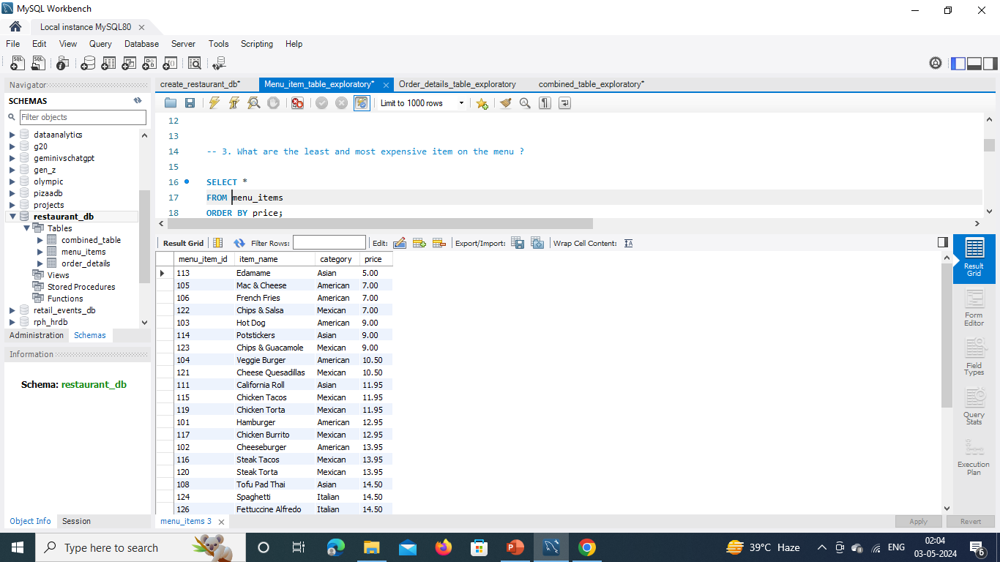 MySQL Workbench
Local instance MySQL80
File Edit View Query Database Server Tools Scripting Help
Navigator
SCHEMAS
Filter objects
dataanalytics
g20
geminivschatgpt
gen_z
olympic
pizaadb
projects
restaurant_db
Tables
combined_table
menu_items
order_details
Views
Stored Procedures
Functions
retail_events_db
rph_hrdb
Administration Schemas
Information
Schema: restaurant_db
Object Info Session
create_restaurant_db* Menu_item_table_exploratory* Order_details_table_exploratory combined_table_exploratory*
Limit to 1000 rows
12
13
14 -- 3. What are the least and most expensive item on the menu ?
15
16 SELECT *
17 FROM menu_items
18 ORDER BY price;
Result Grid Filter Rows: Edit: Export/Import: Wrap Cell Content:
menu_item_id item_name category price
113 Edamame Asian 5.00
105 Mac & Cheese American 7.00
106 French Fries American 7.00
122 Chips & Salsa Mexican 7.00
103 Hot Dog American 9.00
114 Potstickers Asian 9.00
123 Chips & Guacamole Mexican 9.00
104 Veggie Burger American 10.50
121 Cheese Quesadillas Mexican 10.50
111 California Roll Asian 11.95
115 Chicken Tacos Mexican 11.95
119 Chicken Torta Mexican 11.95
101 Hamburger American 12.95
117 Chicken Burrito Mexican 12.95
102 Cheeseburger American 13.95
116 Steak Tacos Mexican 13.95
120 Steak Torta Mexican 13.95
108 Tofu Pad Thai Asian 14.50
124 Spaghetti Italian 14.50
126 Fettuccine Alfredo Italian 14.50
Result
Grid
Form
Editor
Field
Types
Query
Stats
Execution
Plan
menu_items 3
Apply Revert
Type here to search
39°C Haze
ENG
02:04
03-05-2024
6